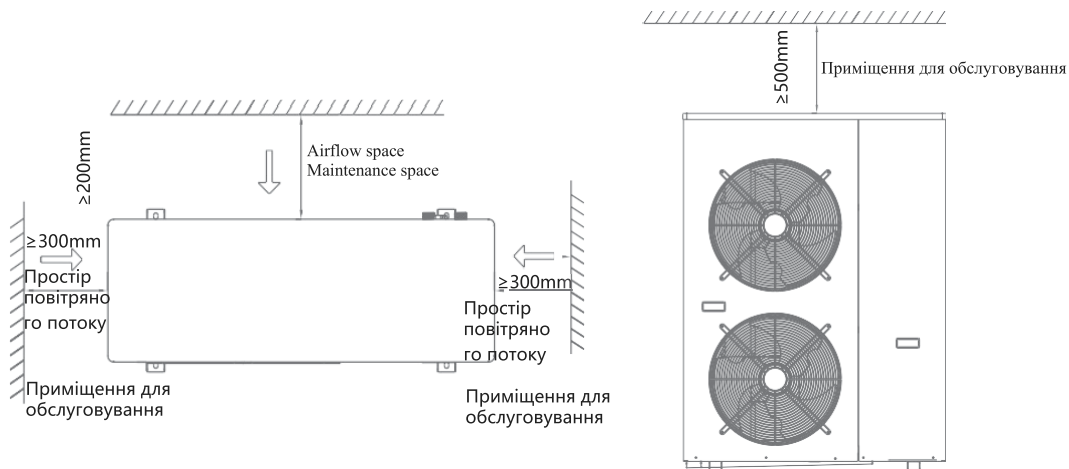 ≥200mm
Airflow space
Maintenance space
≥300mm
Простір
повітряно
го потоку
Приміщення для
обслуговування
≥300mm
Простір
повітряно
го потоку
Приміщення для
обслуговування
≥500mm
Приміщення для обслуговування